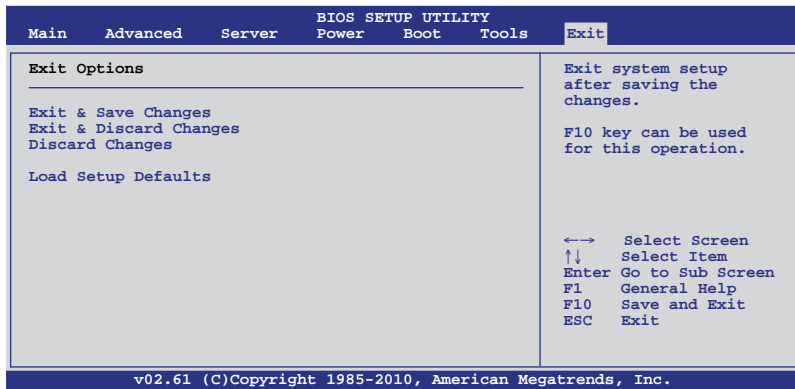 BIOS SETUP UTILITY
Main Advanced Server Power Boot Tools Exit
Exit Options
Exit & Save Changes
Exit & Discard Changes
Discard Changes
Load Setup Defaults
Exit system setup
after saving the
changes.
F10 key can be used
for this operation.
←→ Select Screen
↑↓ Select Item
Enter Go to Sub Screen
F1 General Help
F10 Save and Exit
ESC Exit
v02.61 (C)Copyright 1985-2010, American Megatrends, Inc.